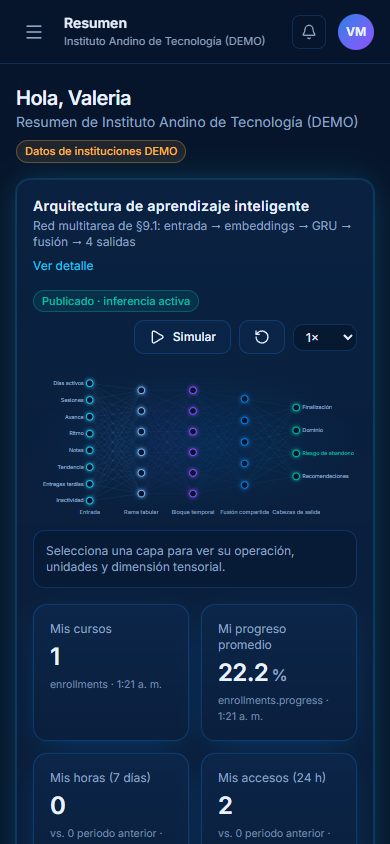 Resumen
Instituto Andino de Tecnología (DEMO)
VM
Hola, Valeria
Resumen de Instituto Andino de Tecnología (DEMO)
Datos de instituciones DEMO
Arquitectura de aprendizaje inteligente
Red multitarea de §9.1: entrada → embeddings → GRU →
fusión → 4 salidas
Ver detalle
Publicado · inferencia activa
Simular
1×
Días activos
Sesiones
Avance
Ritmo
Notas
Tendencia
Entregas tardías
Inactividad
Finalización
Dominio
Riesgo de abandono
Recomendaciones
Entrada
Rama tabular
Bloque temporal
Fusión compartida
Cabezas de salida
Selecciona una capa para ver su operación,
unidades y dimensión tensorial.
Mis cursos
1
enrollments · 1:21 a. m.
Mi progreso
promedio
22.2 %
enrollments.progress ·
1:21 a. m.
Mis horas (7 días)
0
vs. 0 periodo anterior ·
Mis accesos (24 h)
2
vs. 0 periodo anterior ·